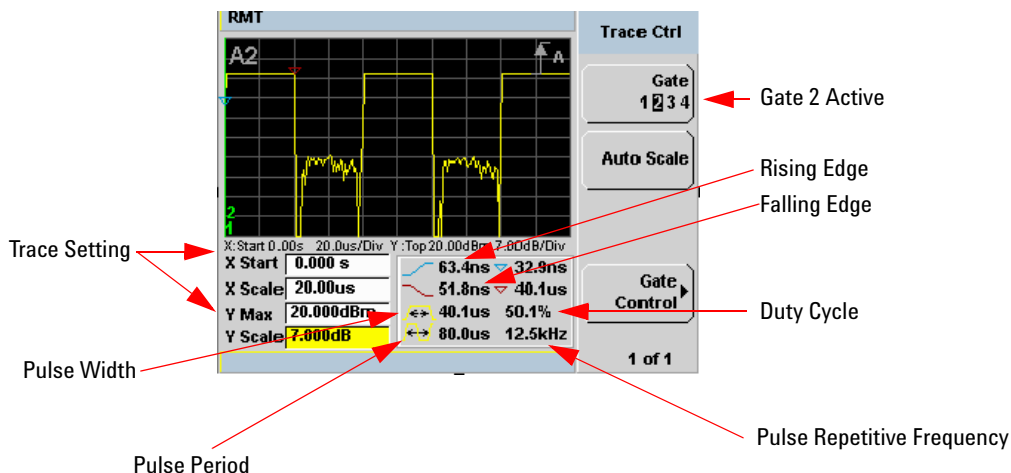 RMT
Trace Ctrl
A2
A
Gate
1 2 3 4
Gate 2 Active
Auto Scale
Rising Edge
Falling Edge
2
1
X:Start 0.00s 20.0us/Div Y:Top 20.00dBm 7.00dB/Div
Trace Setting
X Start 0.000 s
63.4ns 32.9ns
X Scale 20.00us
51.8ns 40.1us
Gate
Control
Y Max 20.000dBm
40.1us 50.1%
Duty Cycle
Y Scale 7.000dB
80.0us 12.5kHz
1 of 1
Pulse Width
Pulse Repetitive Frequency
Pulse Period